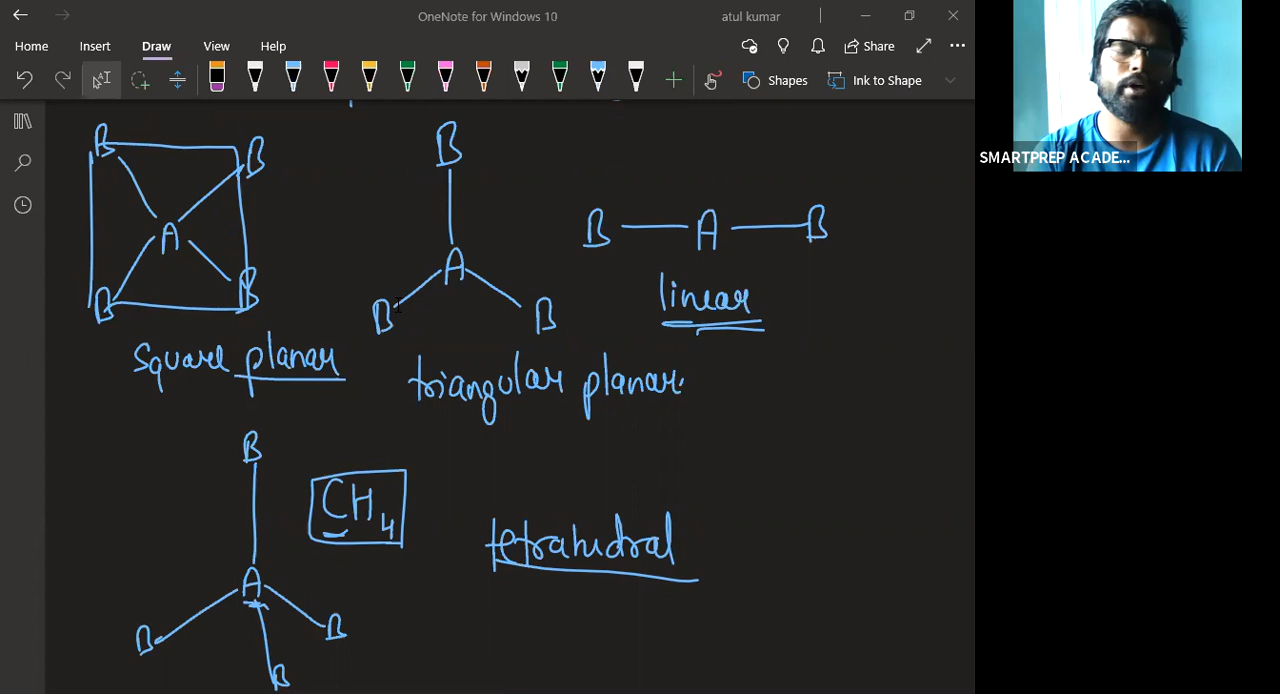 OneNote for Windows 10
atul kumar
Home Insert Draw View Help
Share
Shapes
Ink to Shape
SMARTPREP ACADE...
B B
A
B B
square planar
B
A
B B
triangular planar
B A B
linear
B
A
B B
B
CH4
tetrahidral